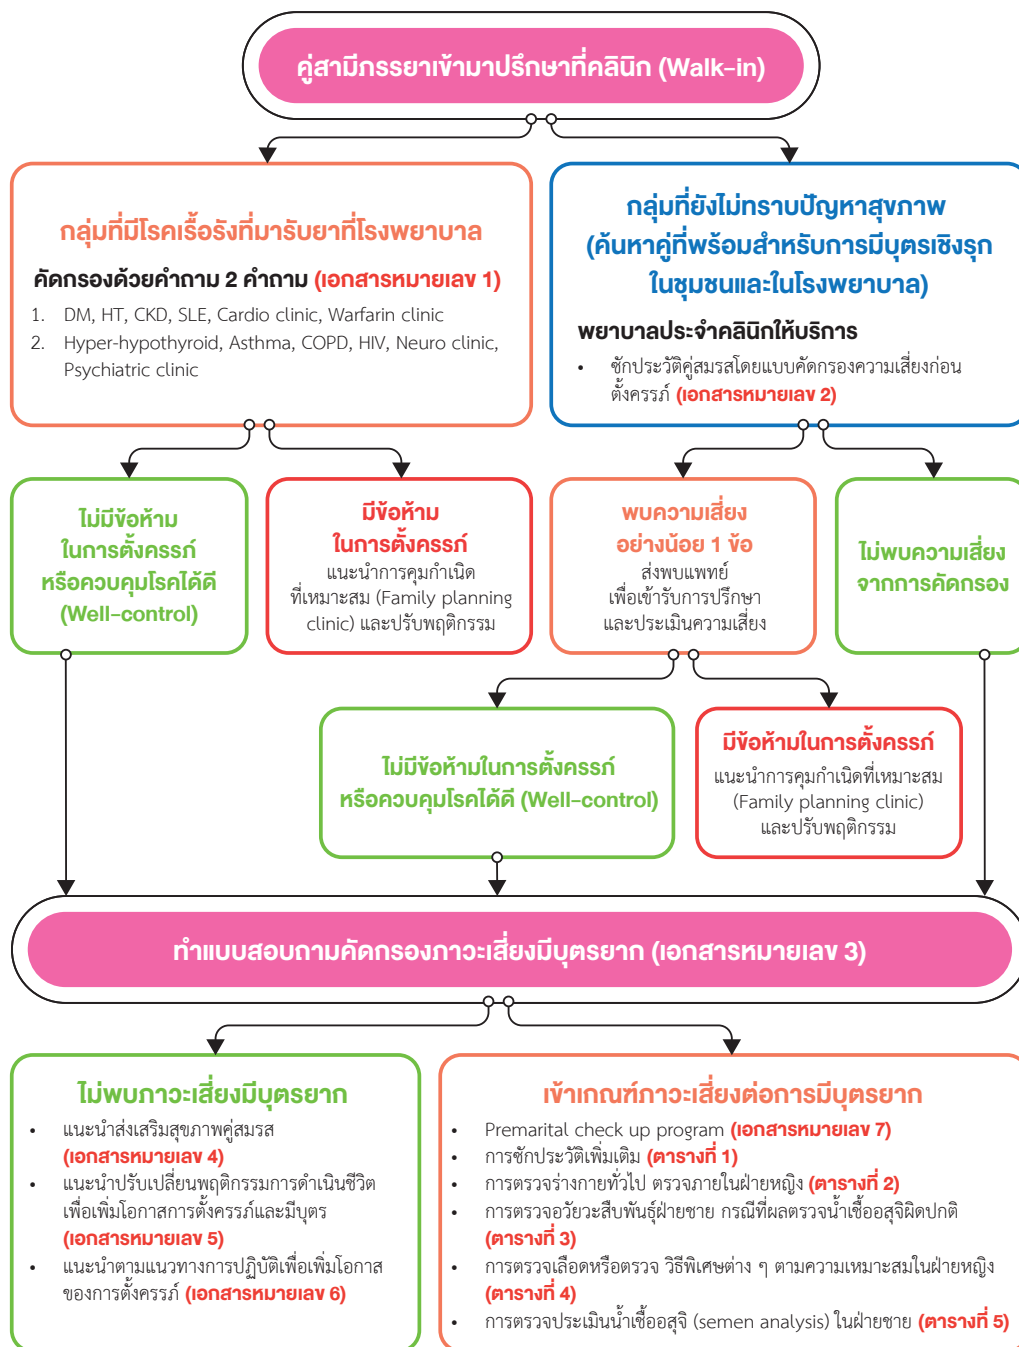 คู่สามีภรรยาเข้ามาปรึกษาที่คลินิก (Walk-in)
กลุ่มที่มีโรคเรื้อรังที่มารับยาที่โรงพยาบาล
คัดกรองด้วยคำถาม 2 คำถาม (เอกสารหมายเลข 1)
1. DM, HT, CKD, SLE, Cardio clinic, Warfarin clinic
2. Hyper-hypothyroid, Asthma, COPD, HIV, Neuro clinic,
Psychiatric clinic
กลุ่มที่ยังไม่ทราบปัญหาสุขภาพ
(ค้นหาคู่ที่พร้อมสำหรับการมีบุตรเชิงรุก
ในชุมชนและในโรงพยาบาล)
พยาบาลประจำคลินิกให้บริการ
• ซักประวัติคู่สมรสโดยแบบคัดกรองความเสี่ยงก่อน
ตั้งครรภ์ (เอกสารหมายเลข 2)
ไม่มีข้อห้าม
ในการตั้งครรภ์
หรือควบคุมโรคได้ดี
(Well-control)
มีข้อห้าม
ในการตั้งครรภ์
แนะนำการคุมกำเนิด
ที่เหมาะสม (Family planning
clinic) และปรับพฤติกรรม
พบความเสี่ยง
อย่างน้อย 1 ข้อ
ส่งพบแพทย์
เพื่อเข้ารับการปรึกษา
และประเมินความเสี่ยง
ไม่พบความเสี่ยง
จากการคัดกรอง
ไม่มีข้อห้ามในการตั้งครรภ์
หรือควบคุมโรคได้ดี (Well-control)
มีข้อห้ามในการตั้งครรภ์
แนะนำการคุมกำเนิดที่เหมาะสม
(Family planning clinic)
และปรับพฤติกรรม
ทำแบบสอบถามคัดกรองภาวะเสี่ยงมีบุตรยาก (เอกสารหมายเลข 3)
ไม่พบภาวะเสี่ยงมีบุตรยาก
• แนะนำส่งเสริมสุขภาพคู่สมรส
(เอกสารหมายเลข 4)
• แนะนำปรับเปลี่ยนพฤติกรรมการดำเนินชีวิต
เพื่อเพิ่มโอกาสการตั้งครรภ์และมีบุตร
(เอกสารหมายเลข 5)
• แนะนำตามแนวทางการปฏิบัติเพื่อเพิ่มโอกาส
ของการตั้งครรภ์ (เอกสารหมายเลข 6)
เข้าเกณฑ์ภาวะเสี่ยงต่อการมีบุตรยาก
• Premarital check up program (เอกสารหมายเลข 7)
• การซักประวัติเพิ่มเติม (ตารางที่ 1)
• การตรวจร่างกายทั่วไป ตรวจภายในฝ่ายหญิง (ตารางที่ 2)
• การตรวจอวัยวะสืบพันธุ์ฝ่ายชาย กรณีที่ผลตรวจน้ำเชื้ออสุจิผิดปกติ
(ตารางที่ 3)
• การตรวจเลือดหรือตรวจ วิธีพิเศษต่าง ๆ ตามความเหมาะสมในฝ่ายหญิง
(ตารางที่ 4)
• การตรวจประเมินน้ำเชื้ออสุจิ (semen analysis) ในฝ่ายชาย (ตารางที่ 5)